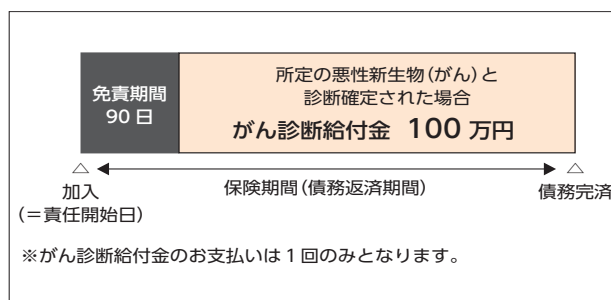 免責期間
90日
所定の悪性新生物(がん)と
診断確定された場合
がん診断給付金 100万円
△ △
加入 保険期間(債務返済期間) 債務完済
(=責任開始日)
※がん診断給付金のお支払いは1回のみとなります。